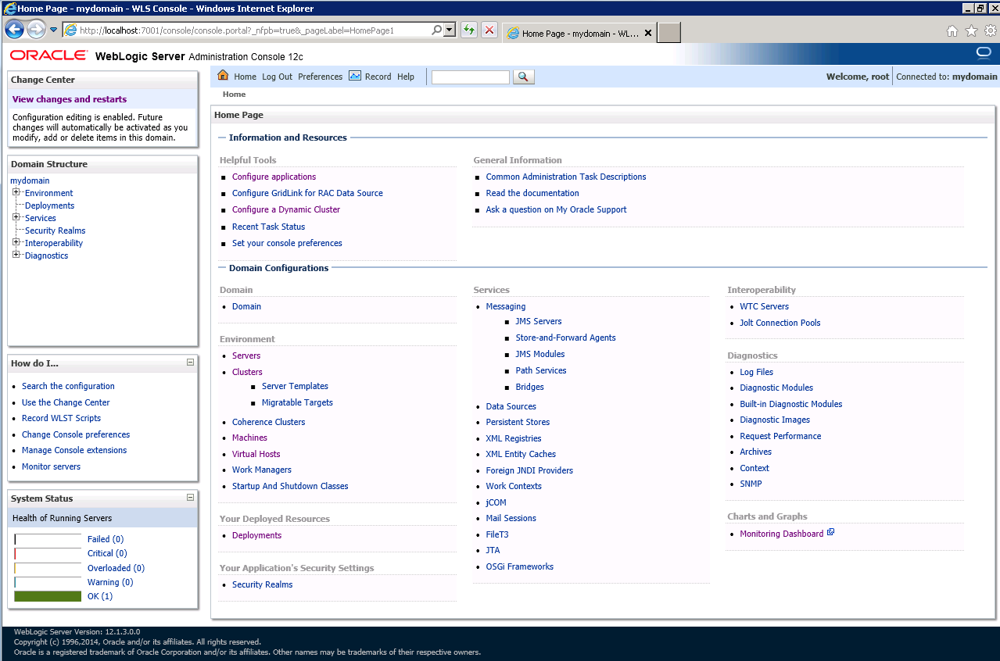 Home Page - mydomain - WLS Console - Windows Internet Explorer
http://localhost:7001/console/console.portal?_nfpb=true&_pageLabel=HomePage1
Home Page - mydomain - WL...
ORACLE WebLogic Server Administration Console 12c
Change Center
View changes and restarts
Configuration editing is enabled. Future
changes will automatically be activated as you
modify, add or delete items in this domain.
Domain Structure
mydomain
Environment
Deployments
Services
Security Realms
Interoperability
Diagnostics
How do I...
Search the configuration
Use the Change Center
Record WLST Scripts
Change Console preferences
Manage Console extensions
Monitor servers
System Status
Health of Running Servers
Failed (0)
Critical (0)
Overloaded (0)
Warning (0)
OK (1)
Home Log Out Preferences Record Help
Welcome, root Connected to: mydomain
Home
Home Page
Information and Resources
Helpful Tools
Configure applications
Configure GridLink for RAC Data Source
Configure a Dynamic Cluster
Recent Task Status
Set your console preferences
General Information
Common Administration Task Descriptions
Read the documentation
Ask a question on My Oracle Support
Domain Configurations
Domain
Domain
Environment
Servers
Clusters
Server Templates
Migratable Targets
Coherence Clusters
Machines
Virtual Hosts
Work Managers
Startup And Shutdown Classes
Your Deployed Resources
Deployments
Your Application's Security Settings
Security Realms
Services
Messaging
JMS Servers
Store-and-Forward Agents
JMS Modules
Path Services
Bridges
Data Sources
Persistent Stores
XML Registries
XML Entity Caches
Foreign JNDI Providers
Work Contexts
jCOM
Mail Sessions
FileT3
JTA
OSGi Frameworks
Interoperability
WTC Servers
Jolt Connection Pools
Diagnostics
Log Files
Diagnostic Modules
Built-in Diagnostic Modules
Diagnostic Images
Request Performance
Archives
Context
SNMP
Charts and Graphs
Monitoring Dashboard
WebLogic Server Version: 12.1.3.0.0
Copyright (c) 1996,2014, Oracle and/or its affiliates. All rights reserved.
Oracle is a registered trademark of Oracle Corporation and/or its affiliates. Other names may be trademarks of their respective owners.